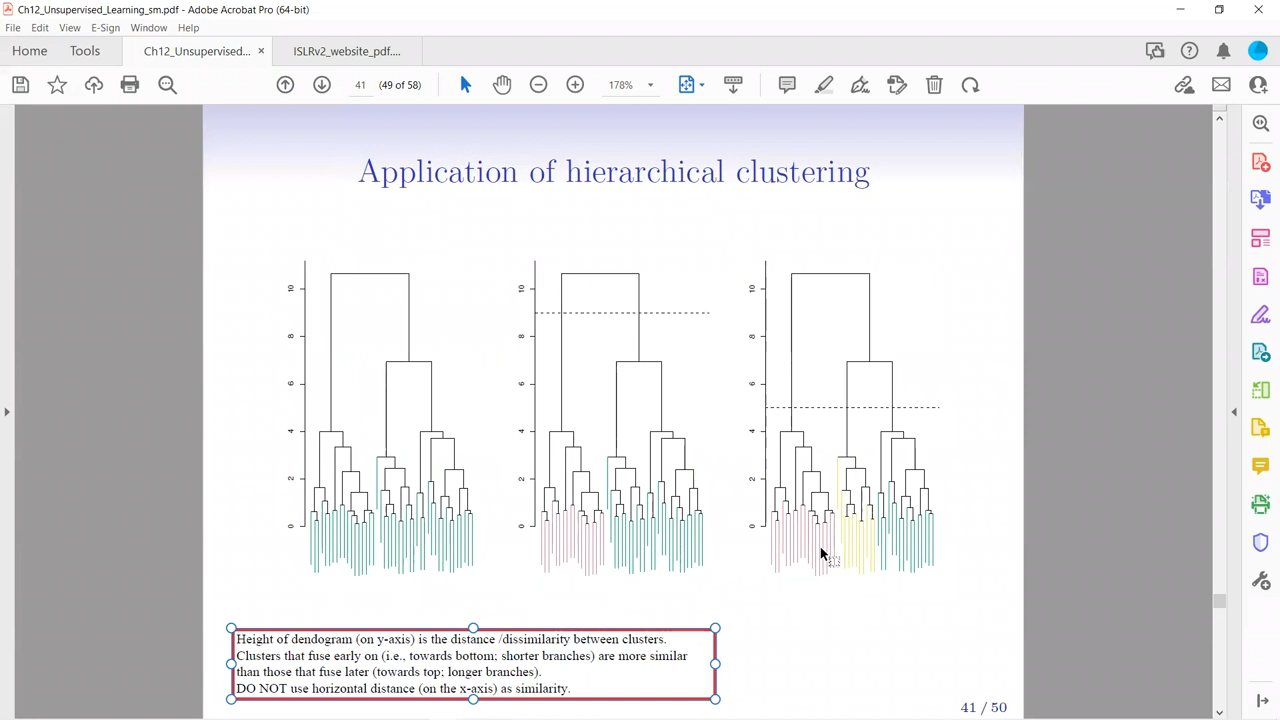 Ch12_Unsupervised_Learning_sm.pdf - Adobe Acrobat Pro (64-bit)
File Edit View E-Sign Window Help
Home Tools Ch12_Unsupervised... × ISLRv2_website_pdf....
41 (49 of 58) 178%
Application of hierarchical clustering
10 10 10
8 8 8
6 6 6
4 4 4
2 2 2
0 0 0
Height of dendogram (on y-axis) is the distance /dissimilarity between clusters.
Clusters that fuse early on (i.e., towards bottom; shorter branches) are more similar
than those that fuse later (towards top; longer branches).
DO NOT use horizontal distance (on the x-axis) as similarity.
41 / 50